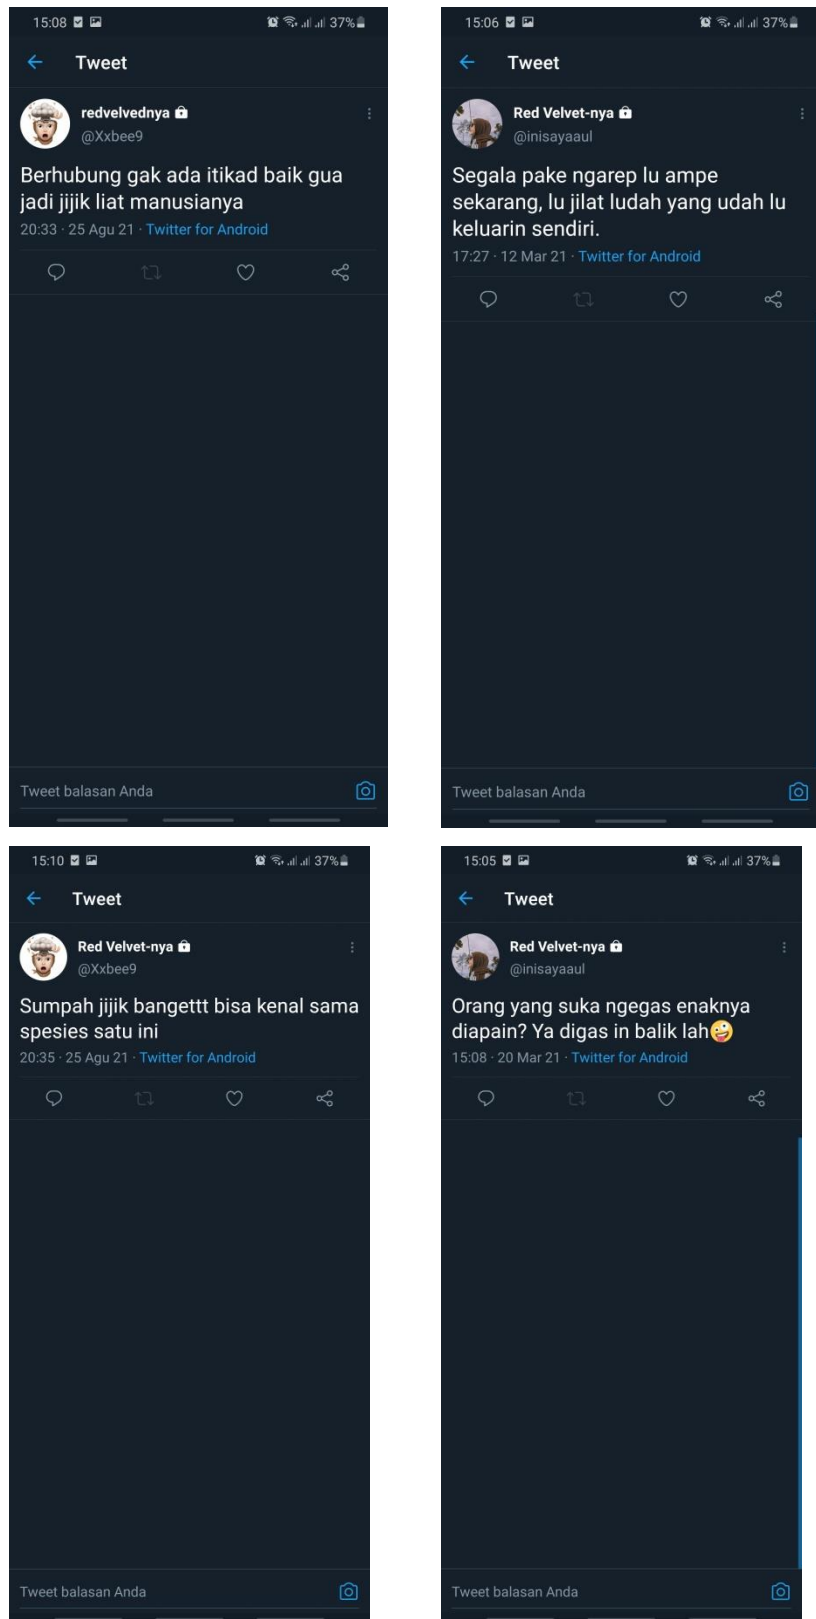 15:08 37%
Tweet
redvelvednya
@Xxbee9
Berhubung gak ada itikad baik gua
jadi jijik liat manusianya
20:33 · 25 Agu 21 · Twitter for Android
Tweet balasan Anda
15:06 37%
Tweet
Red Velvet-nya
@inisayaaul
Segala pake ngarep lu ampe
sekarang, lu jilat ludah yang udah lu
keluarin sendiri.
17:27 · 12 Mar 21 · Twitter for Android
Tweet balasan Anda
15:10 37%
Tweet
Red Velvet-nya
@Xxbee9
Sumpah jijik bangettt bisa kenal sama
spesies satu ini
20:35 · 25 Agu 21 · Twitter for Android
Tweet balasan Anda
15:05 37%
Tweet
Red Velvet-nya
@inisayaaul
Orang yang suka ngegas enaknya
diapain? Ya digas in balik lah🤪
15:08 · 20 Mar 21 · Twitter for Android
Tweet balasan Anda